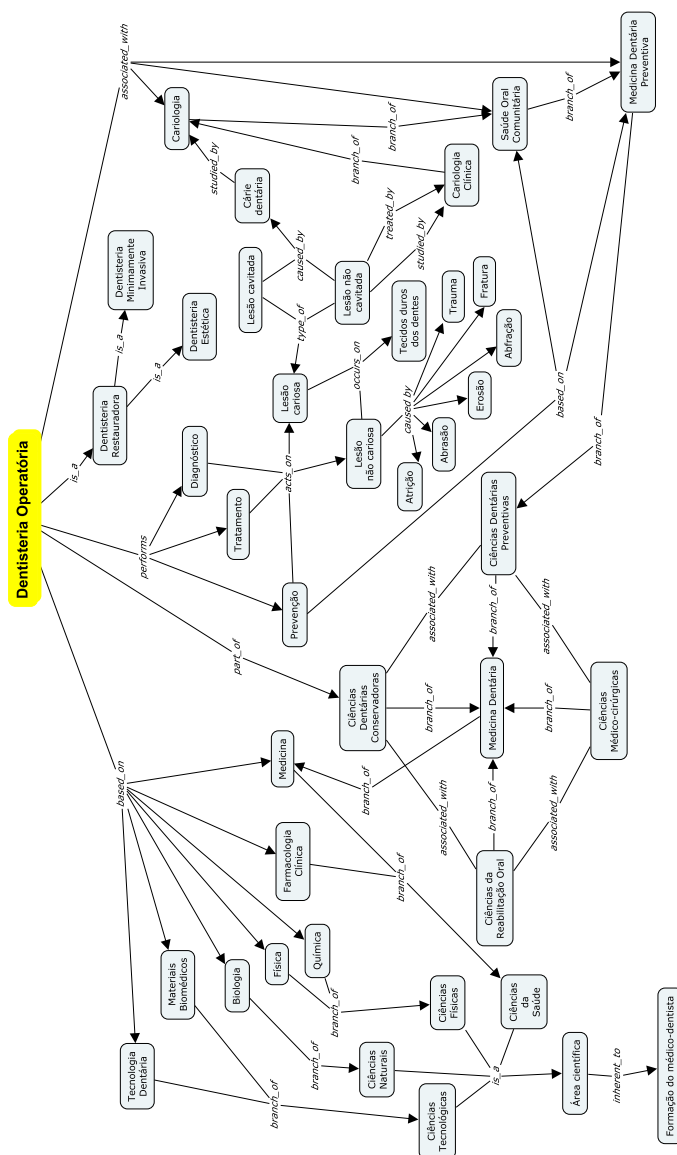 Dentisteria Operatória
based_on
part_of
performs
is_a
associated_with
Tecnologia
Dentária
Materiais
Biomédicos
Biologia
Física
Química
Farmacologia
Clínica
Medicina
branch_of
branch_of
branch_of
branch_of
branch_of
Ciências
Tecnológicas
Ciências
Naturais
Ciências
Físicas
Ciências
da
Saúde
is_a
Área científica
inherent_to
Formação do médico-dentista
Ciências
Dentárias
Conservadoras
associated_with
branch_of
associated_with
Ciências da
Reabilitação Oral
branch_of
Medicina Dentária
branch_of
Ciências Dentárias
Preventivas
associated_with
branch_of
associated_with
Ciências
Médico-cirúrgicas
Prevenção
Tratamento
Diagnóstico
acts_on
based_on
branch_of
Dentisteria
Restauradora
is_a
is_a
Dentisteria
Minimamente
Invasiva
Dentisteria
Estética
Lesão
cariosa
Lesão
não cariosa
type_of
occurs_on
Tecidos duros
dos dentes
caused by
Atrição
Abrasão
Erosão
Abfração
Fratura
Trauma
Lesão cavitada
Lesão não
cavitada
caused_by
Cárie
dentária
studied_by
treated_by
studied_by
Cariologia
Clínica
branch_of
Cariologia
branch_of
Saúde Oral
Comunitária
branch_of
Medicina Dentária
Preventiva